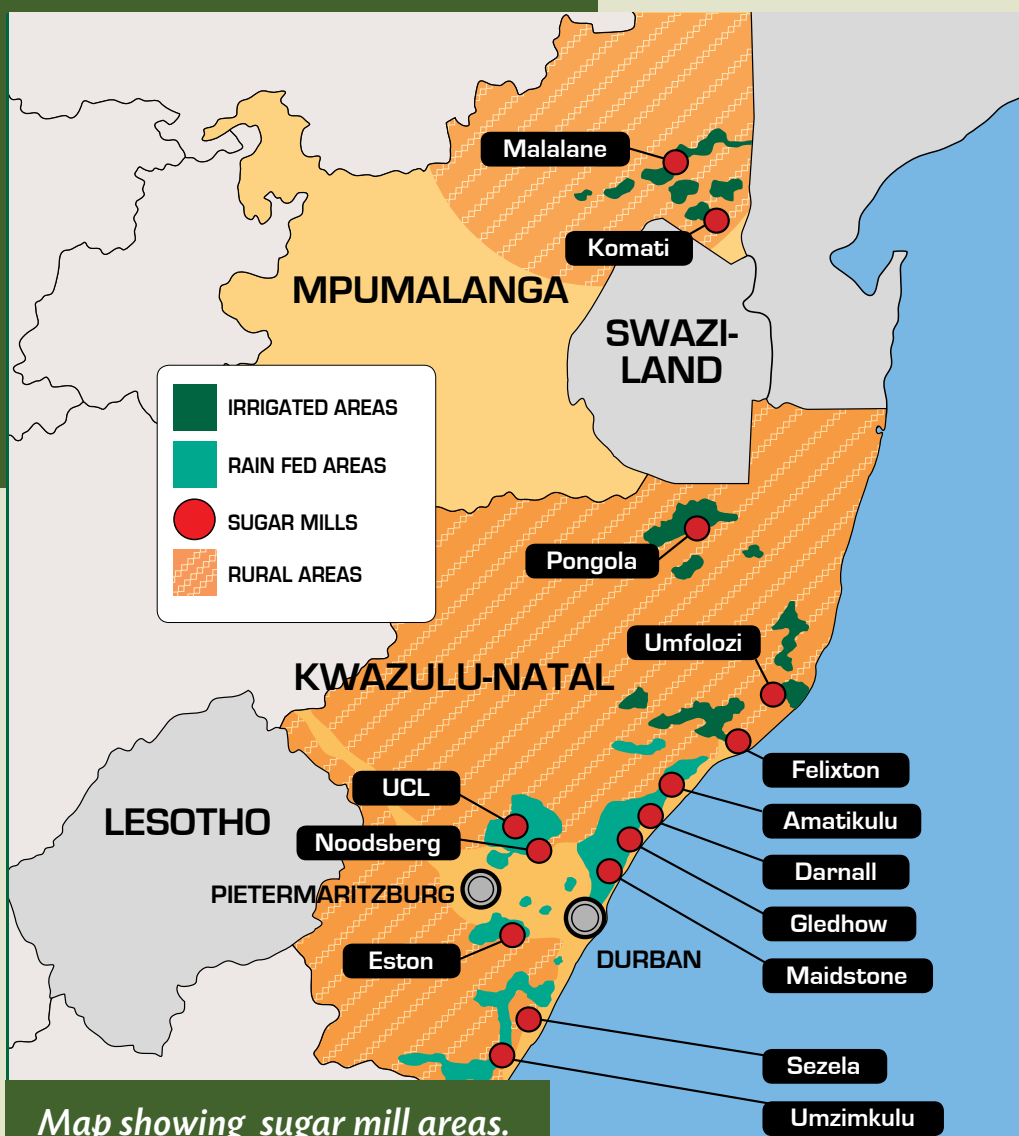 Malalane
Komati
MPUMALANGA
SWAZI-
LAND
IRRIGATED AREAS
RAIN FED AREAS
SUGAR MILLS
RURAL AREAS
Pongola
Umfolozi
KWAZULU-NATAL
Felixton
UCL
LESOTHO
Amatikulu
Noodsberg
Darnall
PIETERMARITZBURG
Gledhow
Eston
DURBAN
Maidstone
Sezela
Umzimkulu
Map showing sugar mill areas.